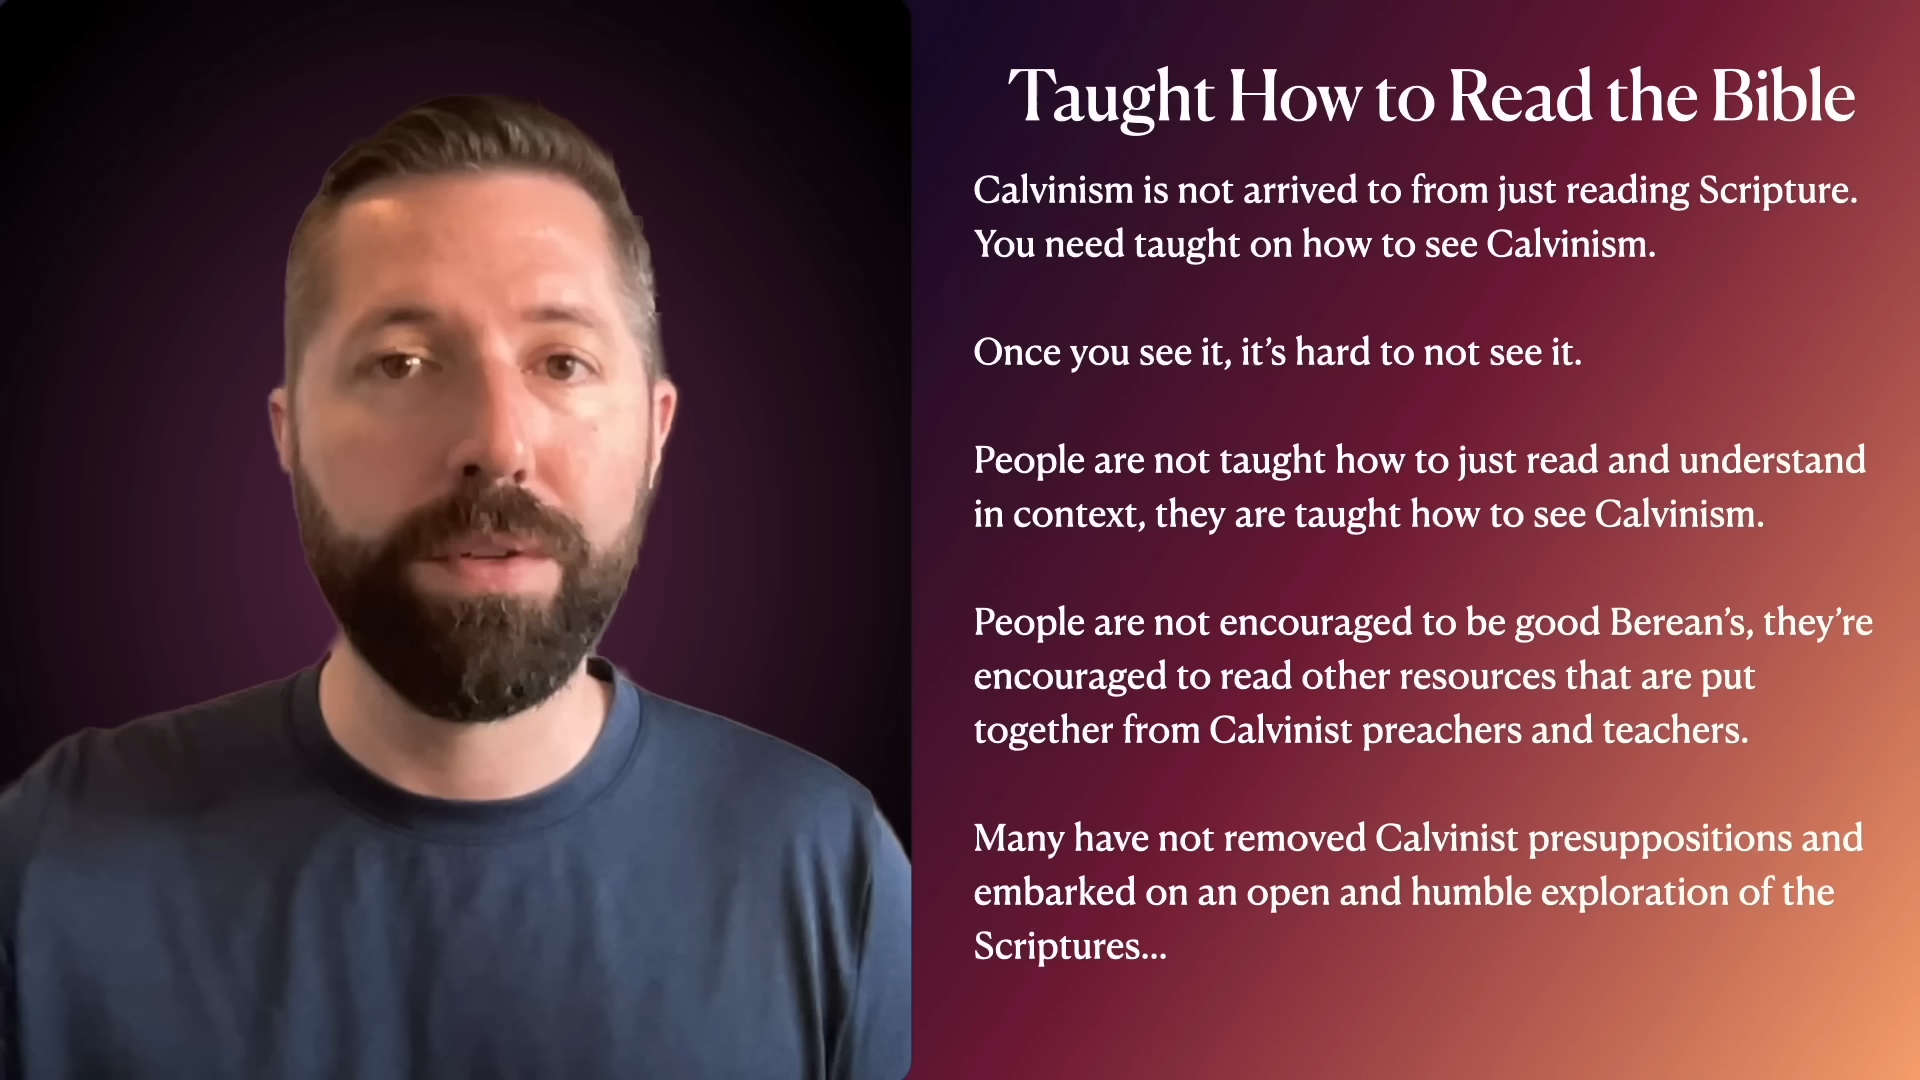 Taught How to Read the Bible
Calvinism is not arrived to from just reading Scripture.
You need taught on how to see Calvinism.
Once you see it, it’s hard to not see it.
People are not taught how to just read and understand
in context, they are taught how to see Calvinism.
People are not encouraged to be good Berean’s, they’re
encouraged to read other resources that are put
together from Calvinist preachers and teachers.
Many have not removed Calvinist presuppositions and
embarked on an open and humble exploration of the
Scriptures...